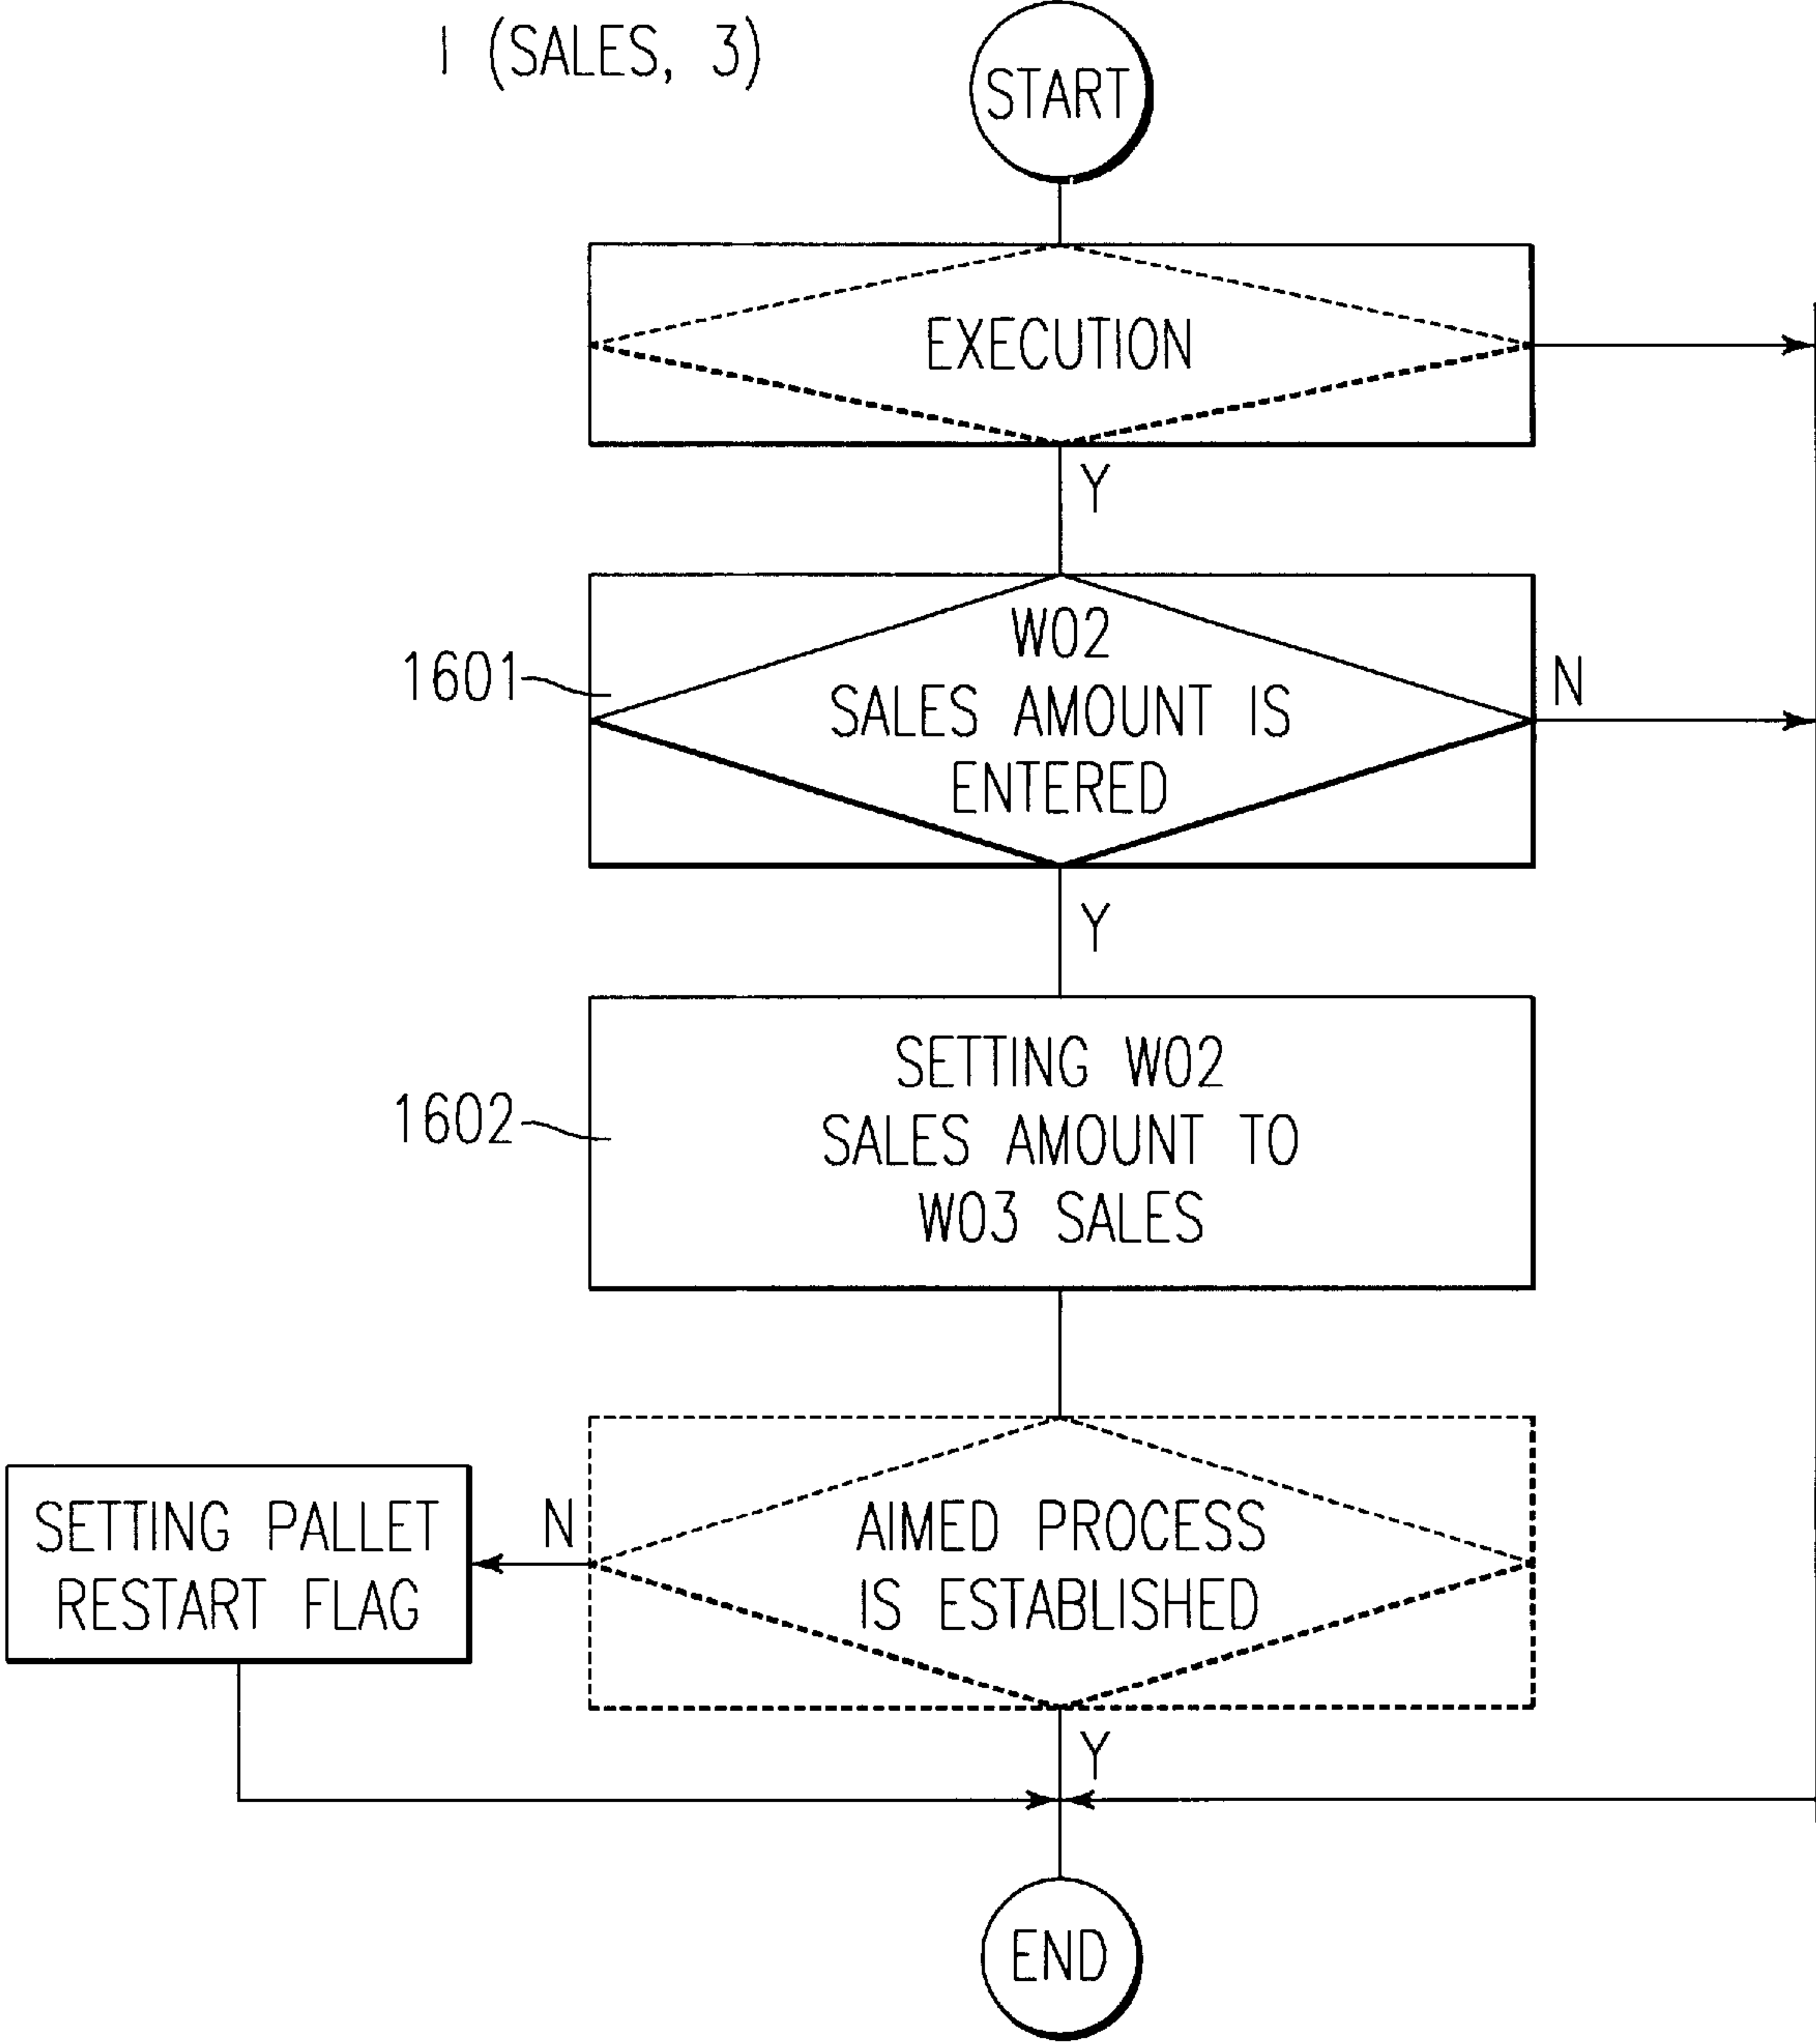 I (SALES, 3)
START
EXECUTION
Y
W02
1601
N
SALES AMOUNT IS
ENTERED
Y
SETTING W02
1602
SALES AMOUNT TO
W03 SALES
SETTING PALLET
RESTART FLAG
N
AIMED PROCESS
IS ESTABLISHED
Y
END